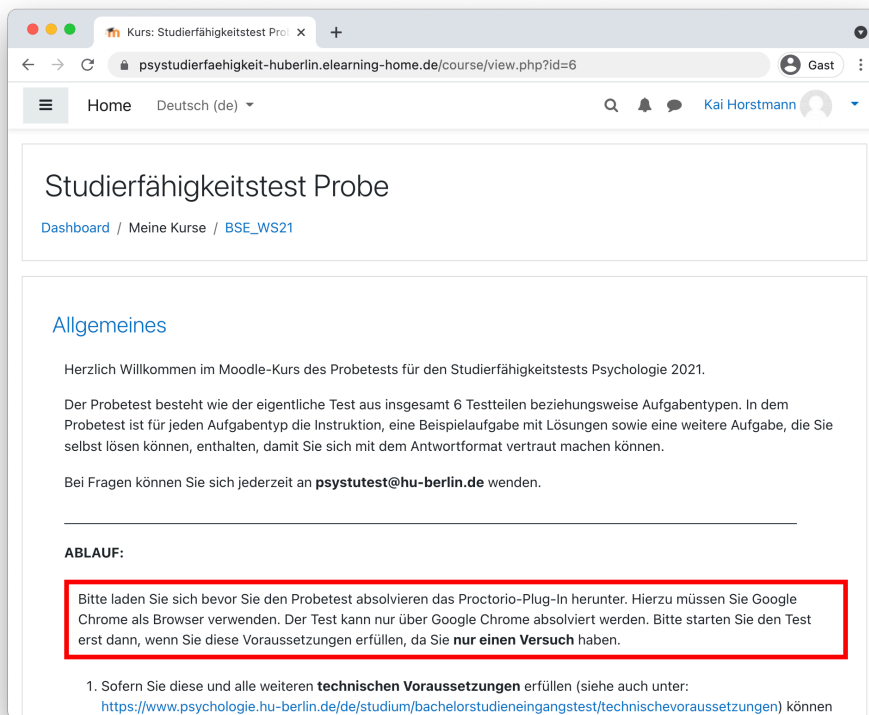 Kurs: Studierfähigkeitstest Pro
psystudierfaehigkeit-huberlin.elearning-home.de/course/view.php?id=6
Gast
Home Deutsch (de)
Kai Horstmann
Studierfähigkeitstest Probe
Dashboard / Meine Kurse / BSE_WS21
Allgemeines
Herzlich Willkommen im Moodle-Kurs des Probetests für den Studierfähigkeitstests Psychologie 2021.
Der Probetest besteht wie der eigentliche Test aus insgesamt 6 Testteilen beziehungsweise Aufgabentypen. In dem
Probetest ist für jeden Aufgabentyp die Instruktion, eine Beispielaufgabe mit Lösungen sowie eine weitere Aufgabe, die Sie
selbst lösen können, enthalten, damit Sie sich mit dem Antwortformat vertraut machen können.
Bei Fragen können Sie sich jederzeit an psystutest@hu-berlin.de wenden.
ABLAUF:
Bitte laden Sie sich bevor Sie den Probetest absolvieren das Proctorio-Plug-In herunter. Hierzu müssen Sie Google
Chrome als Browser verwenden. Der Test kann nur über Google Chrome absolviert werden. Bitte starten Sie den Test
erst dann, wenn Sie diese Voraussetzungen erfüllen, da Sie nur einen Versuch haben.
1. Sofern Sie diese und alle weiteren technischen Voraussetzungen erfüllen (siehe auch unter:
https://www.psychologie.hu-berlin.de/de/studium/bachelorstudieneingangstest/technischevoraussetzungen) können